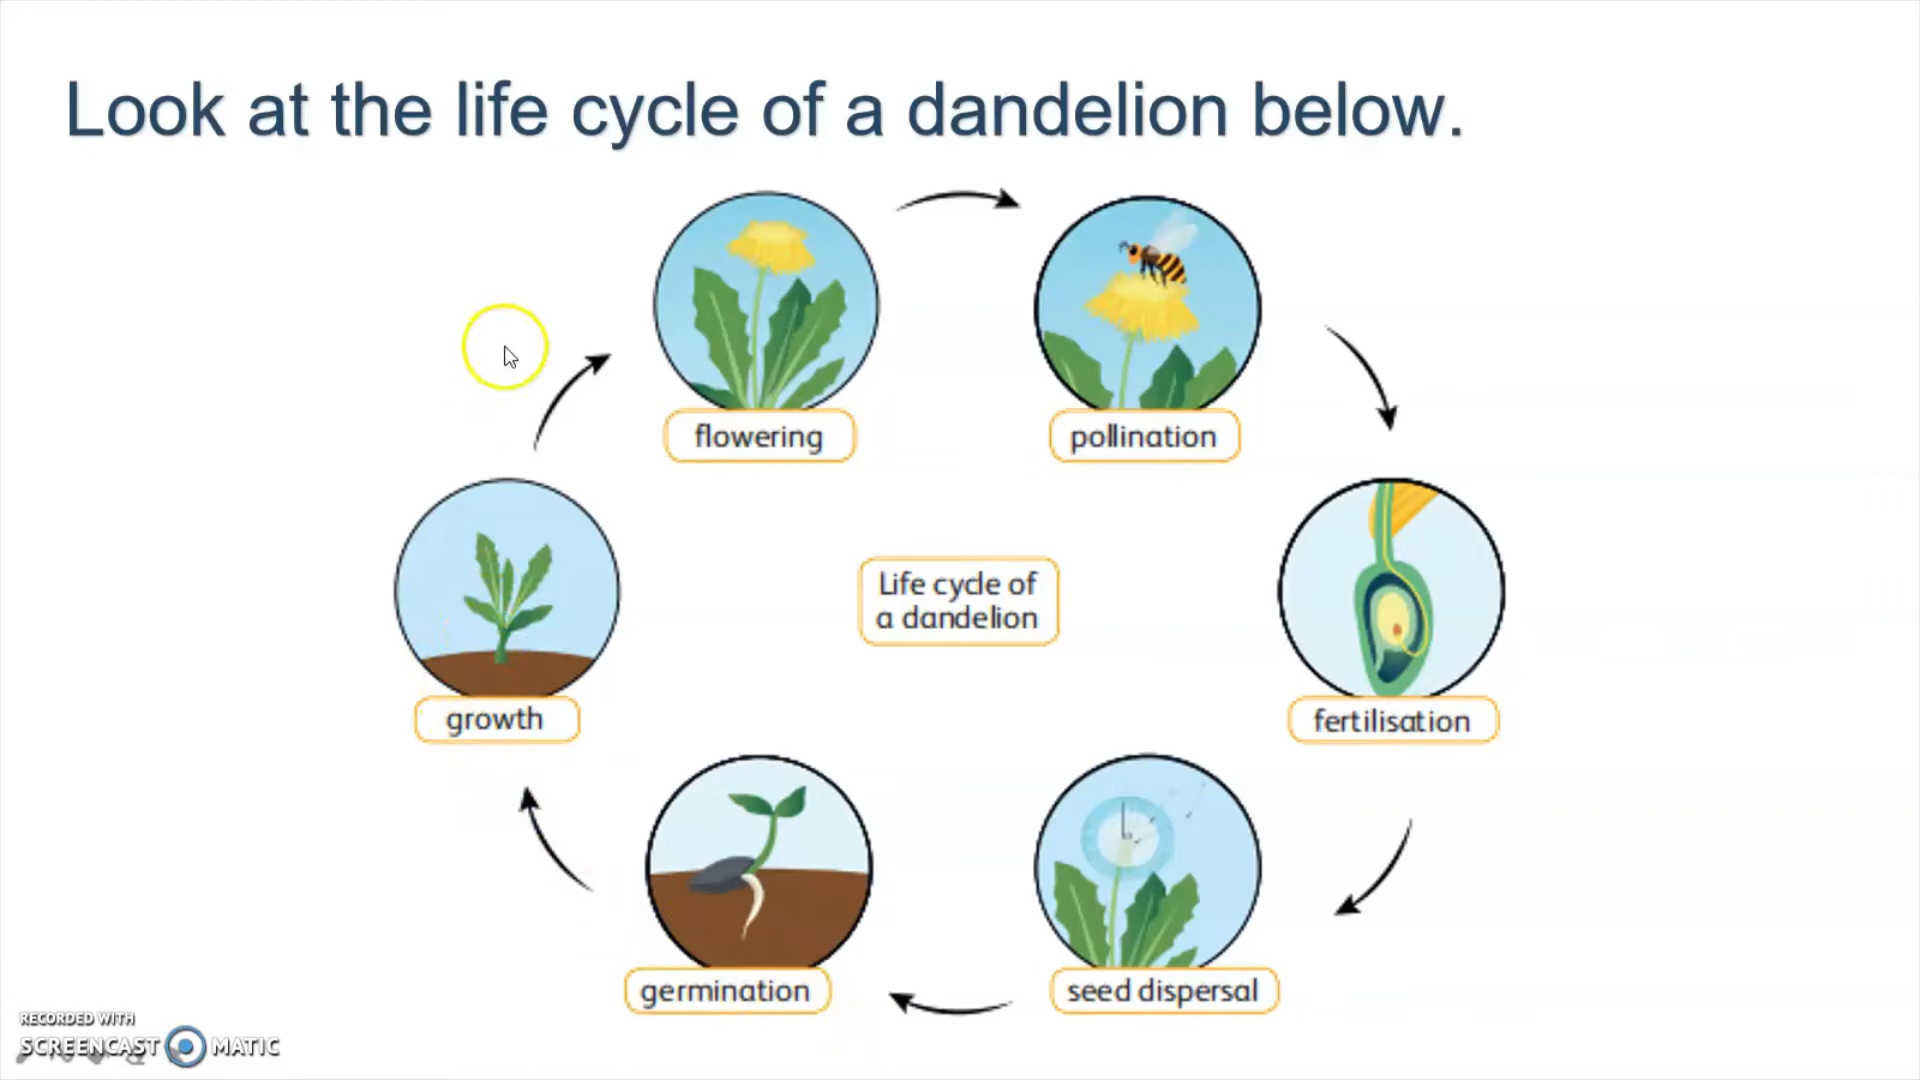 Look at the life cycle of a dandelion below.
flowering
pollination
Life cycle of
a dandelion
growth
fertilisation
germination
seed dispersal
RECORDED WITH
SCREENCAST MATIC